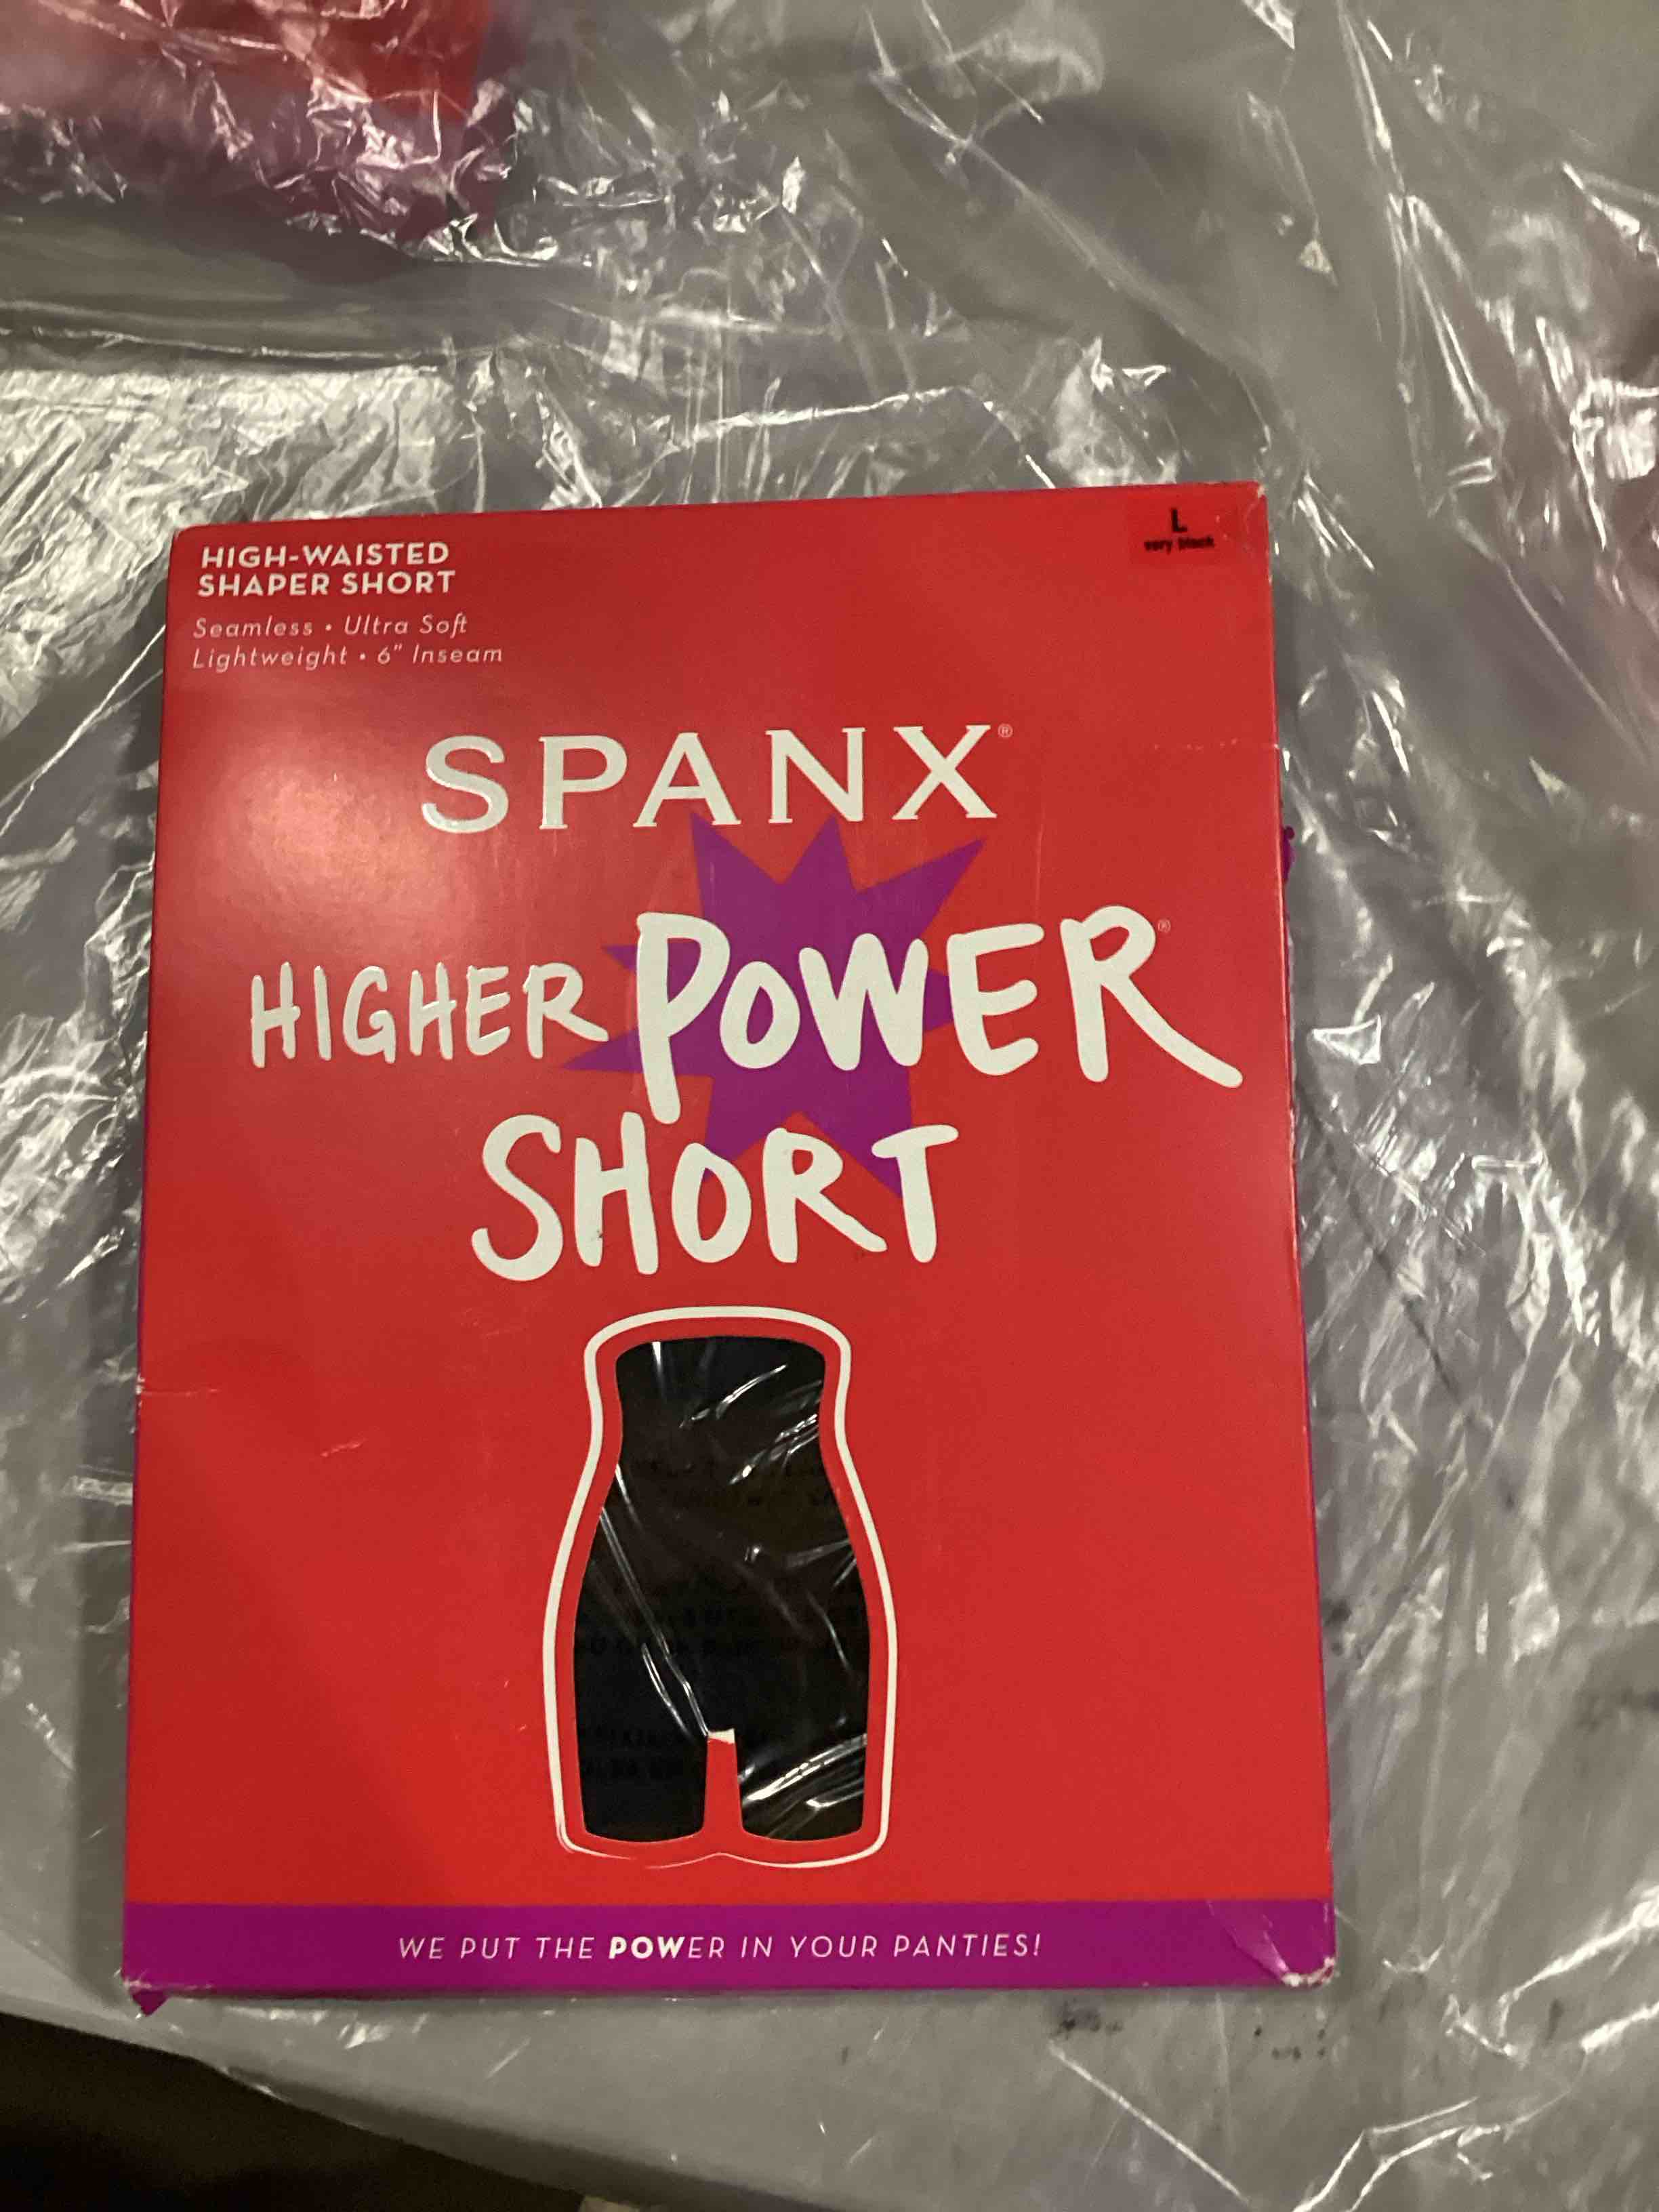 HIGH-WAISTED
SHAPER SHORT
Seamless • Ultra Soft
Lightweight • 6" Inseam
L
very black
SPANX®
HIGHER POWER®
SHORT
WE PUT THE POWER IN YOUR PANTIES!